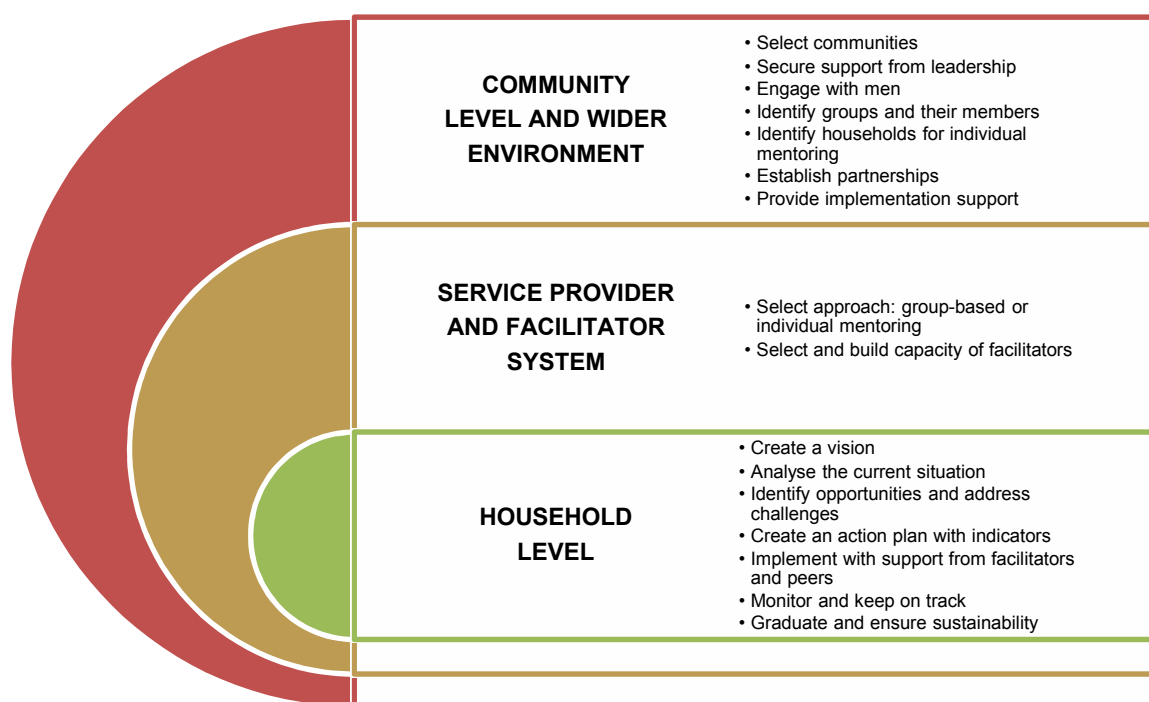 COMMUNITY
LEVEL AND WIDER
ENVIRONMENT
• Select communities
• Secure support from leadership
• Engage with men
• Identify groups and their members
• Identify households for individual
mentoring
• Establish partnerships
• Provide implementation support
SERVICE PROVIDER
AND FACILITATOR
SYSTEM
• Select approach: group-based or
individual mentoring
• Select and build capacity of facilitators
HOUSEHOLD
LEVEL
• Create a vision
• Analyse the current situation
• Identify opportunities and address
challenges
• Create an action plan with indicators
• Implement with support from facilitators
and peers
• Monitor and keep on track
• Graduate and ensure sustainability